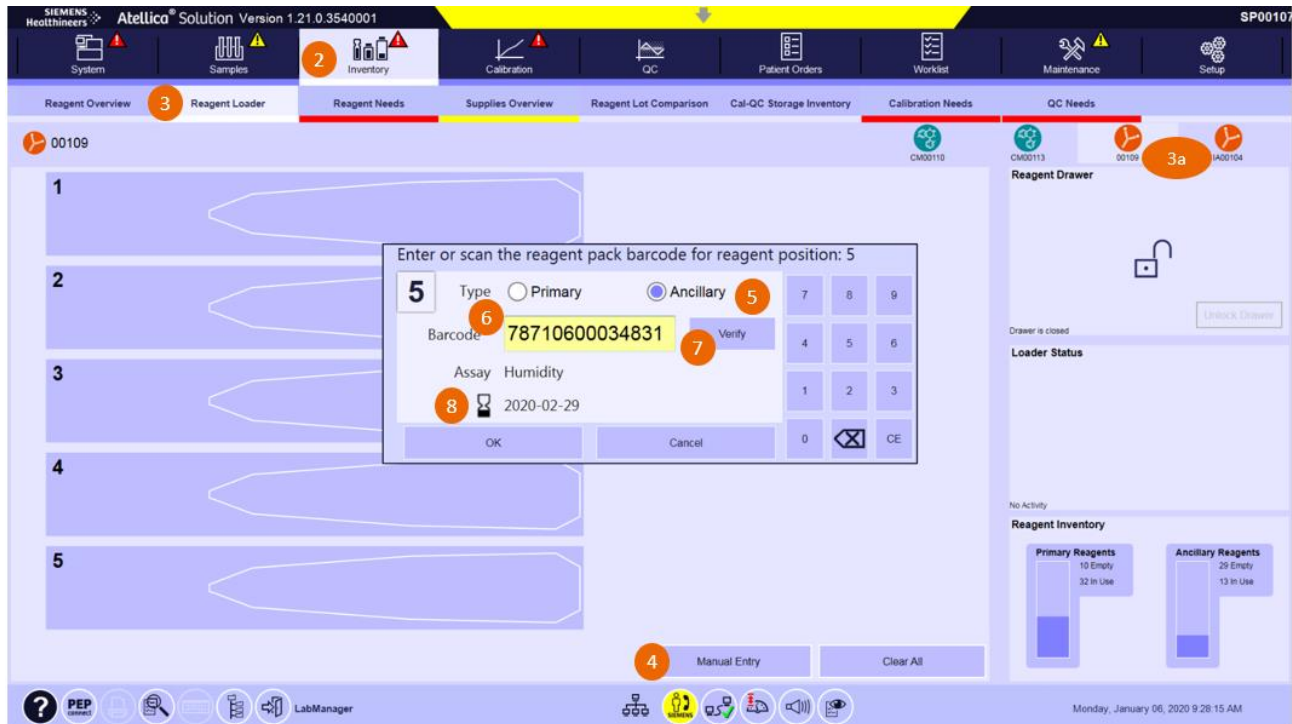 SIEMENS Healthineers Atellica® Solution Version 1.21.0.3540001 SP00107
System Samples 2 Inventory Calibration QC Patient Orders Worklist Maintenance Setup
Reagent Overview 3 Reagent Loader Reagent Needs Supplies Overview Reagent Lot Comparison Cal-QC Storage Inventory Calibration Needs QC Needs
00109
CM00110 CM00113 00109 3a IA00104
1
2
3
4
5
Enter or scan the reagent pack barcode for reagent position: 5
5 Type Primary Ancillary 5
6
Barcode 78710600034831 7 Verify
Assay Humidity
8 2020-02-29
OK Cancel
7 8 9
4 5 6
1 2 3
0 CE
4 Manual Entry Clear All
Reagent Drawer
Unlock Drawer
Drawer is closed
Loader Status
No Activity
Reagent Inventory
Primary Reagents
10 Empty
32 In Use
Ancillary Reagents
29 Empty
13 In Use
? PEP connect LabManager SIEMENS Monday, January 06, 2020 9:28:15 AM